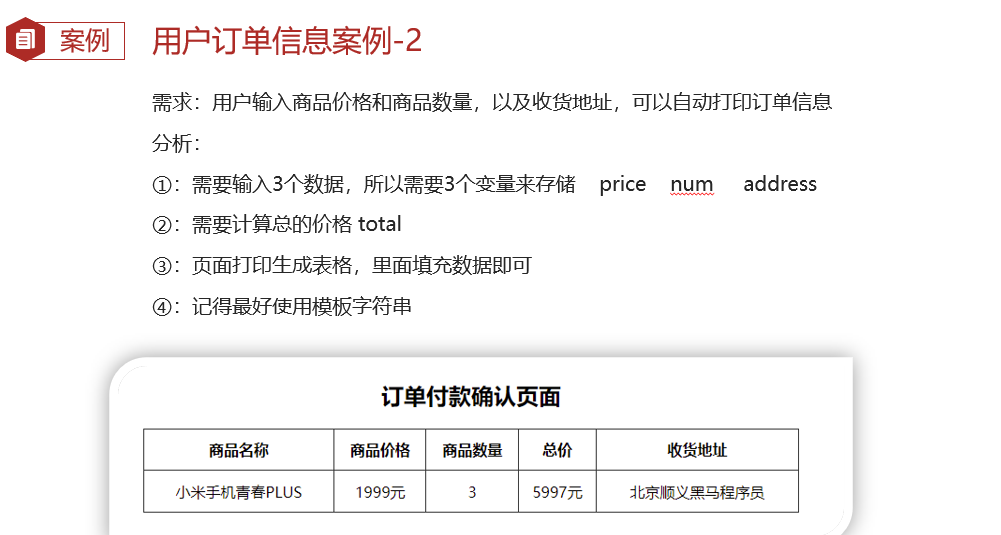 案例
用户订单信息案例-2
需求：用户输入商品价格和商品数量，以及收货地址，可以自动打印订单信息
分析：
①：需要输入3个数据，所以需要3个变量来存储 price num address
②：需要计算总的价格 total
③：页面打印生成表格，里面填充数据即可
④：记得最好使用模板字符串
订单付款确认页面
商品名称 商品价格 商品数量 总价 收货地址
小米手机青春PLUS 1999元 3 5997元 北京顺义黑马程序员